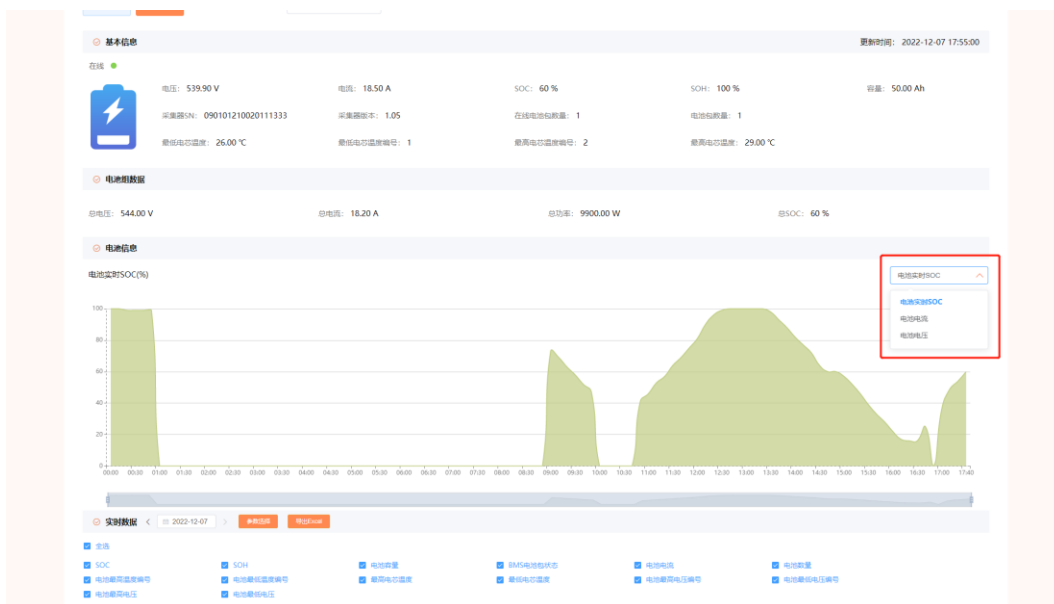 基本信息 更新时间： 2022-12-07 17:55:00
在线
电压： 539.90 V 电流： 18.50 A SOC： 60 % SOH： 100 % 容量： 50.00 Ah
采集器SN： 090101210020111333 采集器版本： 1.05 在线电池包数量： 1 电池包数量： 1
最低电芯温度： 26.00 ℃ 最低电芯温度编号： 1 最高电芯温度编号： 2 最高电芯温度： 29.00 ℃
电池组数据
总电压： 544.00 V 总电流： 18.20 A 总功率： 9900.00 W 总SOC： 60 %
电池信息
电池实时SOC(%) 电池实时SOC
电池实时SOC
电池电流
电池电压
100
80
60
40
20
0
00:00 00:30 01:00 01:30 02:00 02:30 03:00 03:30 04:00 04:30 05:00 05:30 06:00 06:30 07:00 07:30 08:00 08:30 09:00 09:30 10:00 10:30 11:00 11:30 12:00 12:30 13:00 13:30 14:00 14:30 15:00 15:30 16:00 16:30 17:00 17:40
实时数据 2022-12-07 参数选择 导出Excel
全选
SOC SOH 电池容量 BMS电池包状态 电池电流 电池数量
电池最高温度编号 电池最低温度编号 最高电芯温度 最低电芯温度 电池最高电压编号 电池最低电压编号
电池最高电压 电池最低电压